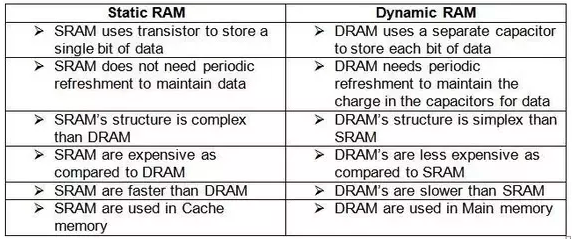 Static RAM
Dynamic RAM
➤ SRAM uses transistor to store a
single bit of data
➤ DRAM uses a separate capacitor
to store each bit of data
➤ SRAM does not need periodic
refreshment to maintain data
➤ DRAM needs periodic
refreshment to maintain the
charge in the capacitors for data
➤ SRAM's structure is complex
than DRAM
➤ DRAM's structure is simplex than
SRAM
➤ SRAM are expensive as
compared to DRAM
➤ DRAM's are less expensive as
compared to SRAM
➤ SRAM are faster than DRAM
➤ DRAM's are slower than SRAM
➤ SRAM are used in Cache
memory
➤ DRAM are used in Main memory